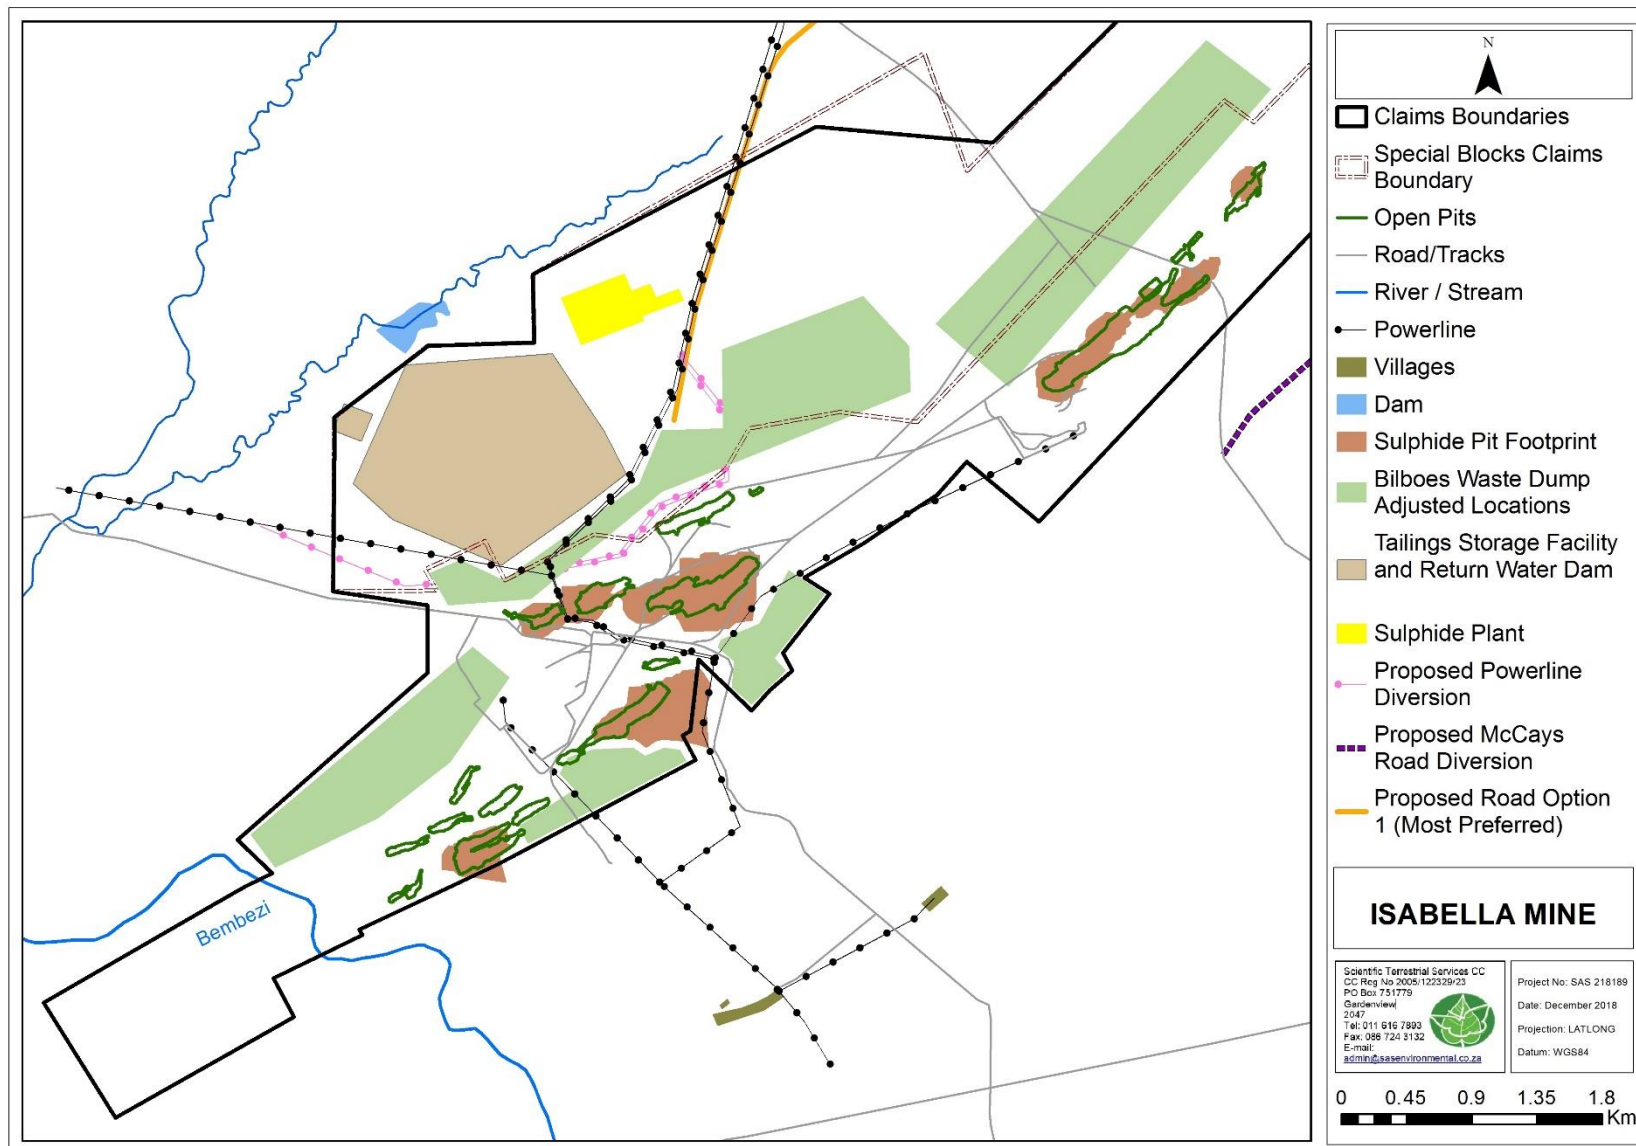 Bembezi
N
Claims Boundaries
Special Blocks Claims
Boundary
Open Pits
Road/Tracks
River / Stream
Powerline
Villages
Dam
Sulphide Pit Footprint
Bilboes Waste Dump
Adjusted Locations
Tailings Storage Facility
and Return Water Dam
Sulphide Plant
Proposed Powerline
Diversion
Proposed McCays
Road Diversion
Proposed Road Option
1 (Most Preferred)
ISABELLA MINE
Scientific Terrestrial Services CC
CC Reg No 2005/122329/23
PO Box 751779
Gardenview
2047
Tel: 011 616 7893
Fax: 086 724 3132
E-mail:
admin@sasenvironmental.co.za
Project No: SAS 218189
Date: December 2018
Projection: LATLONG
Datum: WGS84
0 0.45 0.9 1.35 1.8
Km